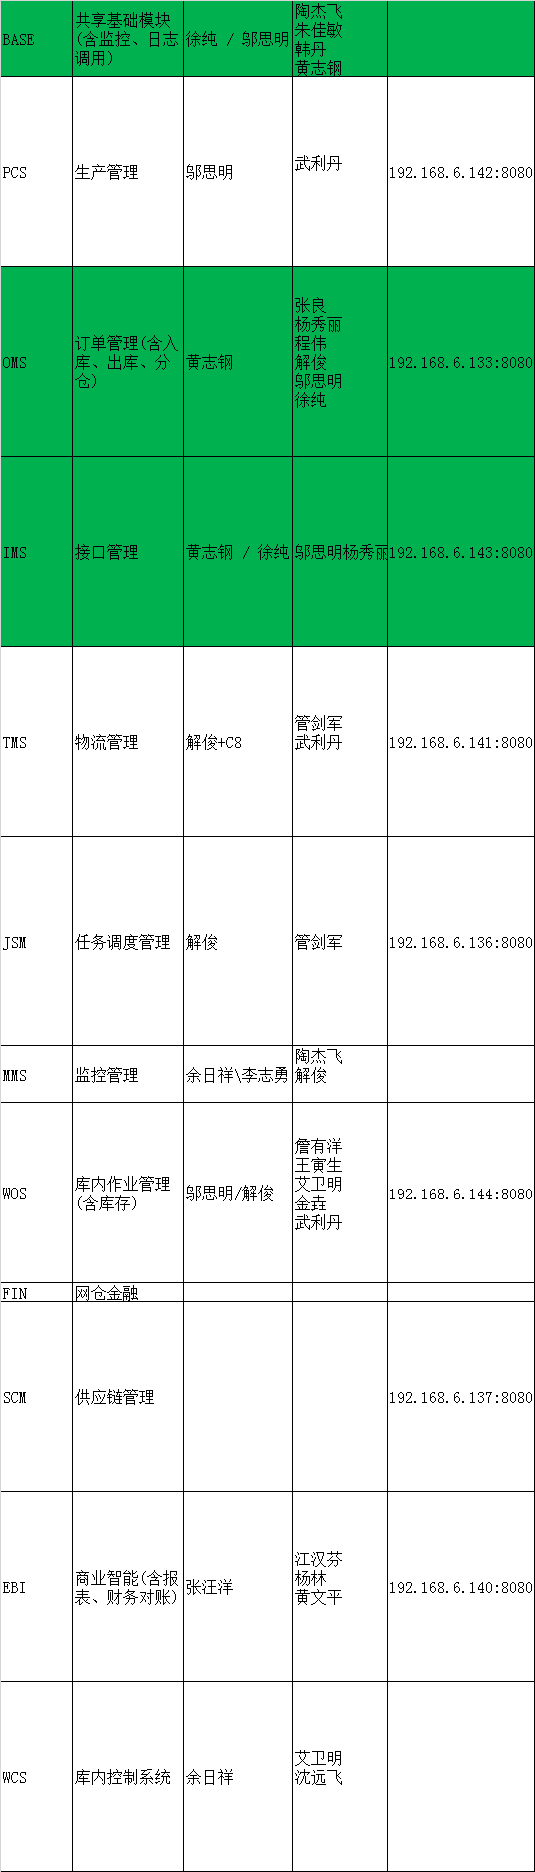 BASE
共享基础模块
(含监控、日志
调用)
徐纯 / 邬思明
陶杰飞
朱佳敏
韩丹
黄志钢
PCS
生产管理
邬思明
武利丹
192.168.6.142:8080
OMS
订单管理(含入
库、出库、分
仓)
黄志钢
张良
杨秀丽
程伟
解俊
邬思明
徐纯
192.168.6.133:8080
IMS
接口管理
黄志钢 / 徐纯
邬思明杨秀丽
192.168.6.143:8080
TMS
物流管理
解俊+C8
管剑军
武利丹
192.168.6.141:8080
JSM
任务调度管理
解俊
管剑军
192.168.6.136:8080
MMS
监控管理
余日祥\李志勇
陶杰飞
解俊
WOS
库内作业管理
(含库存)
邬思明/解俊
詹有洋
王寅生
艾卫明
金垚
武利丹
192.168.6.144:8080
FIN
网仓金融
SCM
供应链管理
192.168.6.137:8080
EBI
商业智能(含报
表、财务对账)
张汪洋
江汉芬
杨林
黄文平
192.168.6.140:8080
WCS
库内控制系统
余日祥
艾卫明
沈远飞